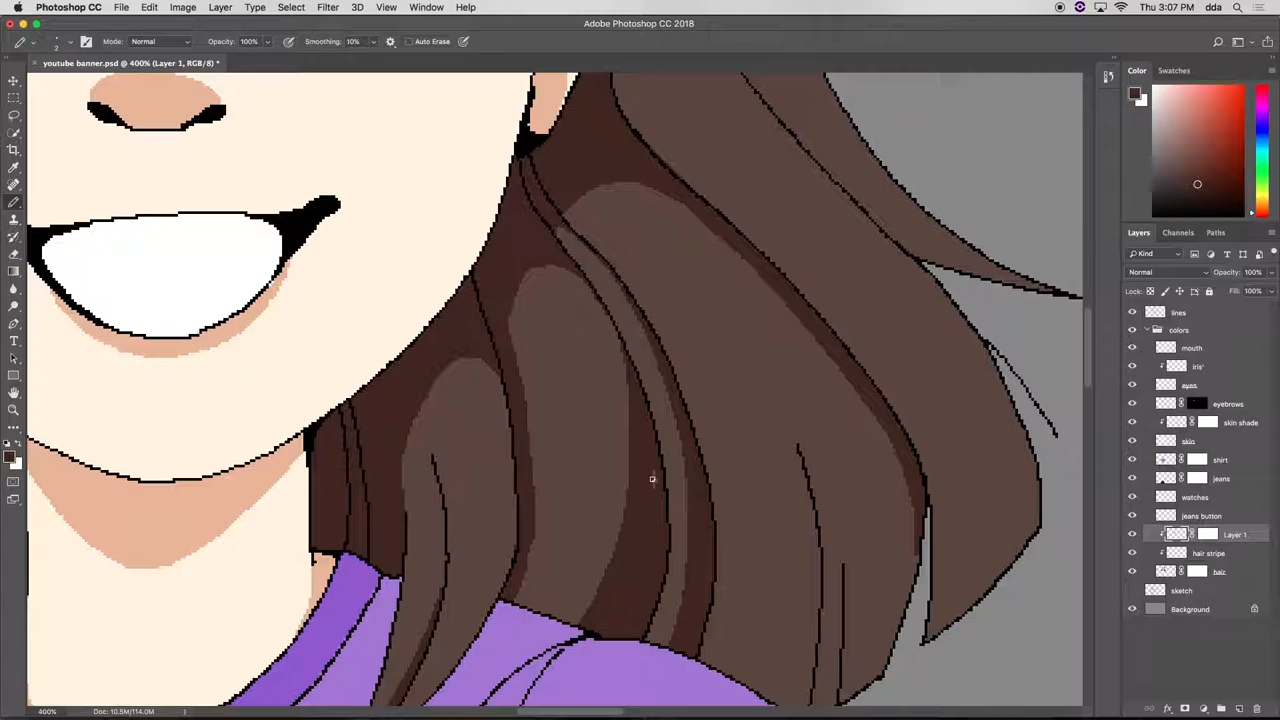 Photoshop CC File Edit Image Layer Type Select Filter 3D View Window Help Thu 3:07 PM dda
Adobe Photoshop CC 2018
2 Mode: Normal Opacity: 100% Smoothing: 10% Auto Erase
youtube banner.psd @ 400% (Layer 1, RGB/8) *
Color Swatches
Layers Channels Paths
Kind
Normal Opacity: 100%
Lock: Fill: 100%
lines
colors
mouth
iris'
eyes
eyebrows
skin shade
skin
shirt
jeans
watches
jeans button
Layer 1
hair stripe
hair
sketch
Background
400% Doc: 10.5M/114.0M